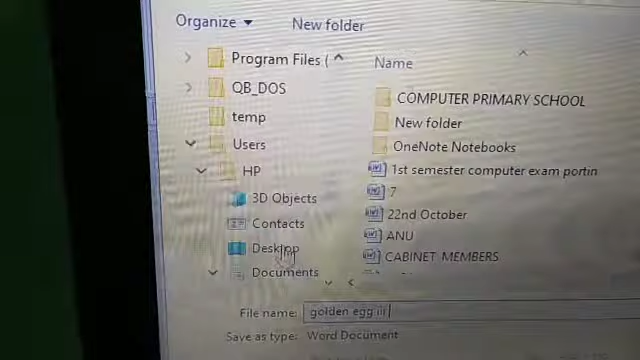 Organize New folder
Program Files (
QB_DOS
temp
Users
HP
3D Objects
Contacts
Desktop
Documents
Name
COMPUTER PRIMARY SCHOOL
New folder
OneNote Notebooks
1st semester computer exam portin
7
22nd October
ANU
CABINET MEMBERS
File name: golden egg iii
Save as type: Word Document